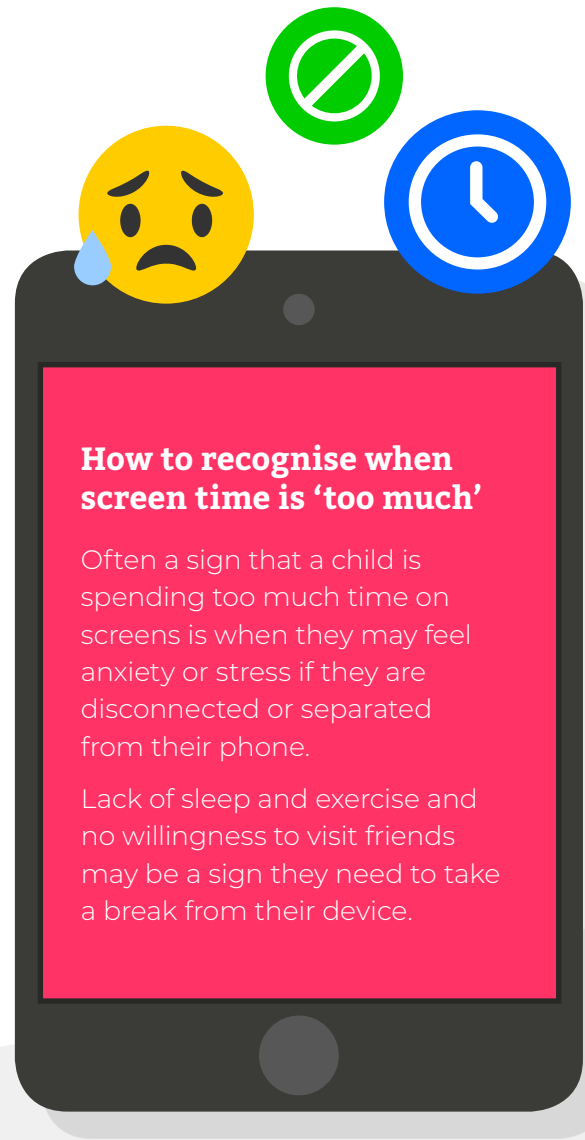 How to recognise when
screen time is ‘too much’
Often a sign that a child is
spending too much time on
screens is when they may feel
anxiety or stress if they are
disconnected or separated
from their phone.
Lack of sleep and exercise and
no willingness to visit friends
may be a sign they need to take
a break from their device.